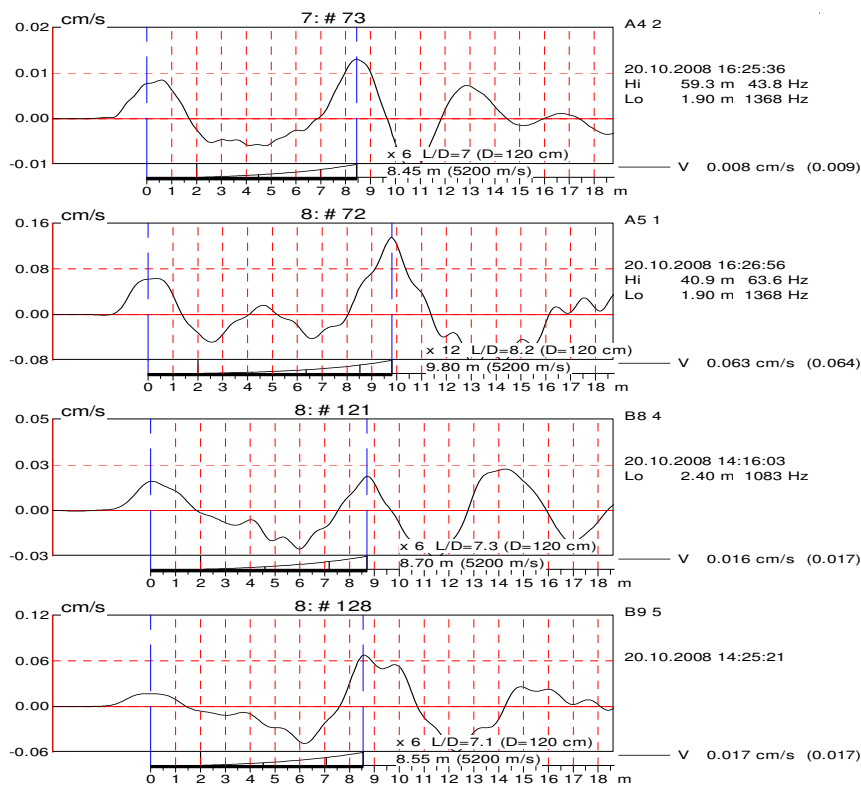 cm/s 7: # 73 A4 2
0.02
20.10.2008 16:25:36
0.01
Hi 59.3 m 43.8 Hz
Lo 1.90 m 1368 Hz
0.00
x 6 L/D=7 (D=120 cm)
-0.01
8.45 m (5200 m/s)
V 0.008 cm/s (0.009)
0 1 2 3 4 5 6 7 8 9 10 11 12 13 14 15 16 17 18 m
cm/s 8: # 72 A5 1
0.16
20.10.2008 16:26:56
0.08
Hi 40.9 m 63.6 Hz
Lo 1.90 m 1368 Hz
0.00
x 12 L/D=8.2 (D=120 cm)
-0.08
9.80 m (5200 m/s)
V 0.063 cm/s (0.064)
0 1 2 3 4 5 6 7 8 9 10 11 12 13 14 15 16 17 18 m
cm/s 8: # 121 B8 4
0.05
20.10.2008 14:16:03
0.03
Lo 2.40 m 1083 Hz
0.00
x 6 L/D=7.3 (D=120 cm)
-0.03
8.70 m (5200 m/s)
V 0.016 cm/s (0.017)
0 1 2 3 4 5 6 7 8 9 10 11 12 13 14 15 16 17 18 m
cm/s 8: # 128 B9 5
0.12
20.10.2008 14:25:21
0.06
0.00
x 6 L/D=7.1 (D=120 cm)
-0.06
8.55 m (5200 m/s)
V 0.017 cm/s (0.017)
0 1 2 3 4 5 6 7 8 9 10 11 12 13 14 15 16 17 18 m